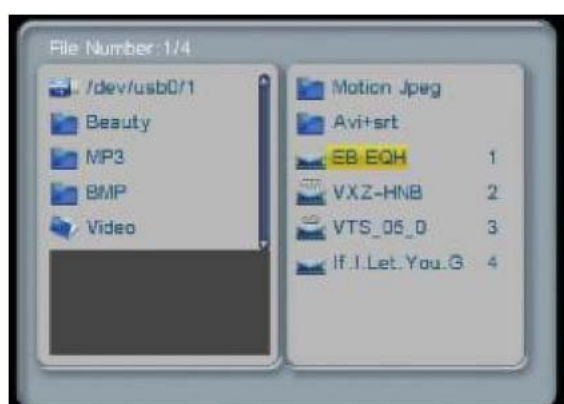 File Number:1/4
/dev/usb0/1
Beauty
MP3
BMP
Video
Motion Jpeg
Avi+srt
EB EQH 1
VXZ-HNB 2
VTS_05_0 3
If.I.Let.You.G 4